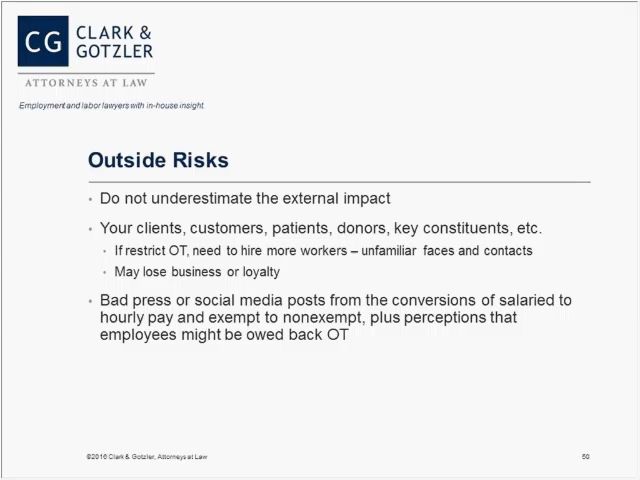 CG
CLARK &
GOTZLER
ATTORNEYS AT LAW
Employment and labor lawyers with in-house insight.
Outside Risks
• Do not underestimate the external impact
• Your clients, customers, patients, donors, key constituents, etc.
• If restrict OT, need to hire more workers – unfamiliar faces and contacts
• May lose business or loyalty
• Bad press or social media posts from the conversions of salaried to
hourly pay and exempt to nonexempt, plus perceptions that
employees might be owed back OT
©2016 Clark & Gotzler, Attorneys at Law
50